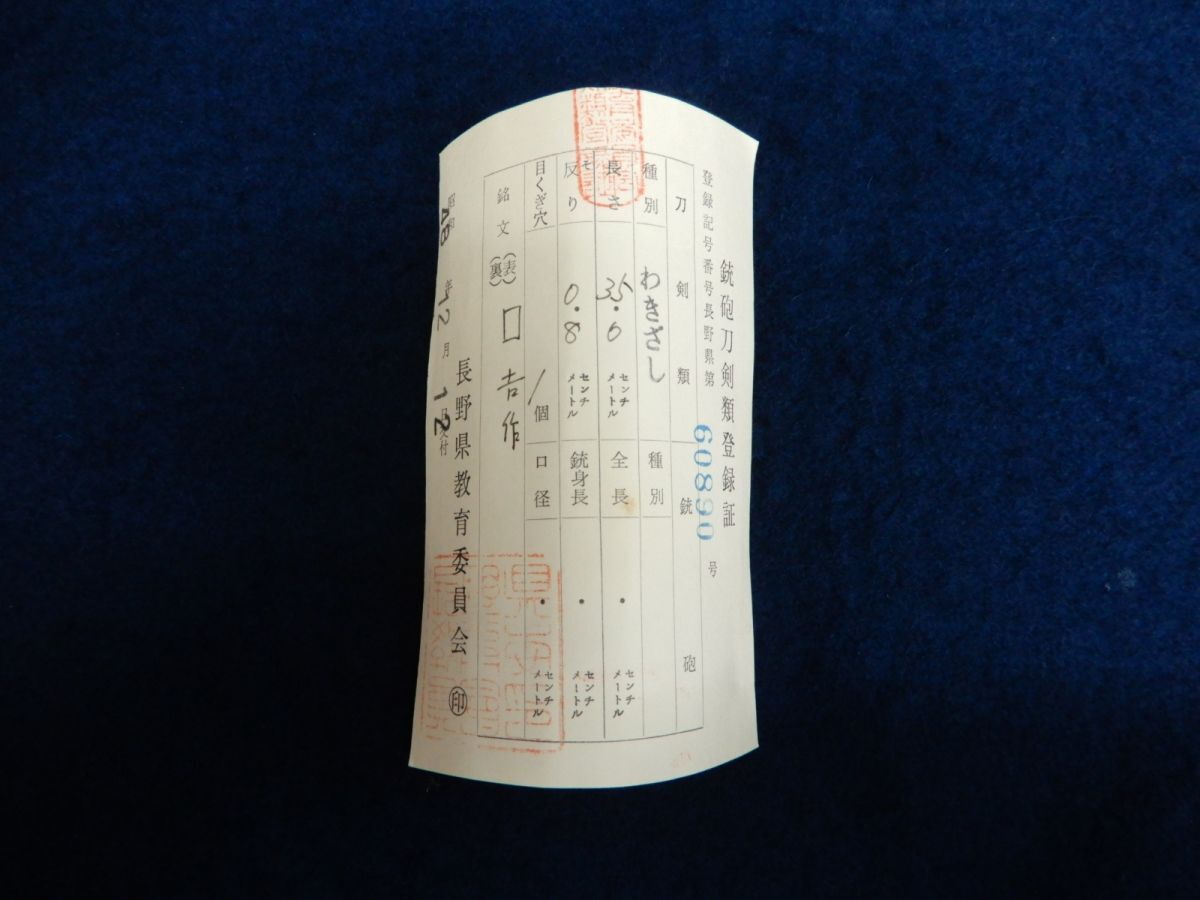 銃砲刀剣類登録証
登録記号番号長野県第 60890 号
刀剣類 銃砲
種別 わきざし 種別
長さ センチメートル 全長 ・ センチメートル
反り 0.8 センチメートル 銃身長 ・ センチメートル
目くぎ穴 1個 口径 ・ センチメートル
銘文 (表) (裏) □吉作
昭和 48 年 12 月 12 日交付
長野県教育委員会 ㊞